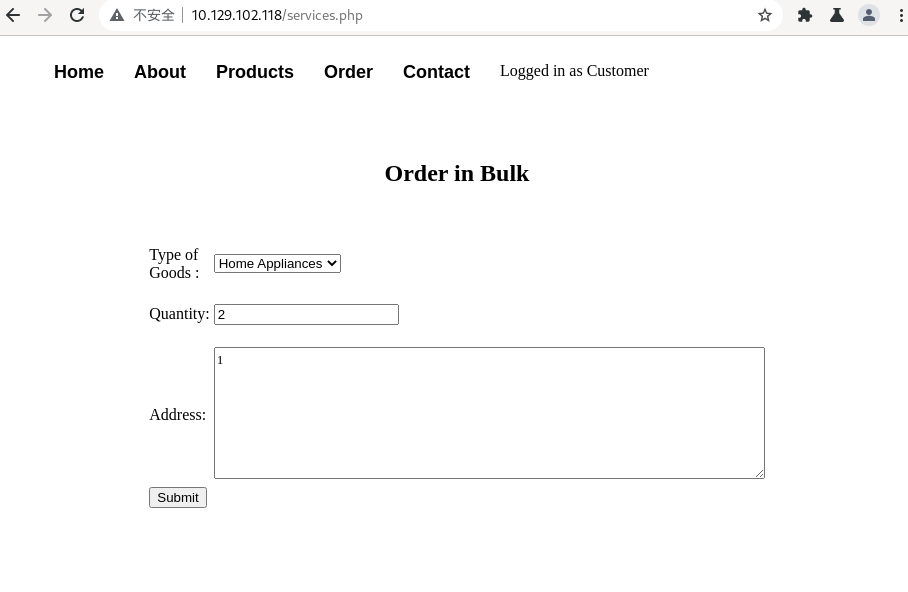 不安全 10.129.102.118/services.php
Home About Products Order Contact Logged in as Customer
Order in Bulk
Type of
Goods :
Home Appliances
Quantity: 2
1
Address:
Submit